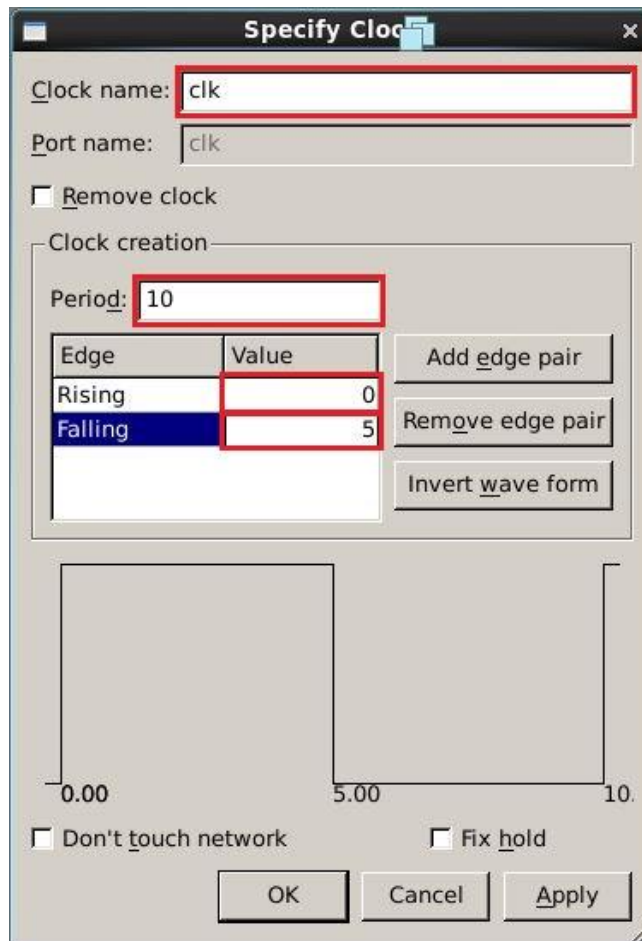 Specify Cloc
Clock name: clk
Port name: clk
Remove clock
Clock creation
Period: 10
Edge Value
Rising 0
Falling 5
Add edge pair
Remove edge pair
Invert wave form
0.00 5.00 10.
Don't touch network Fix hold
OK Cancel Apply